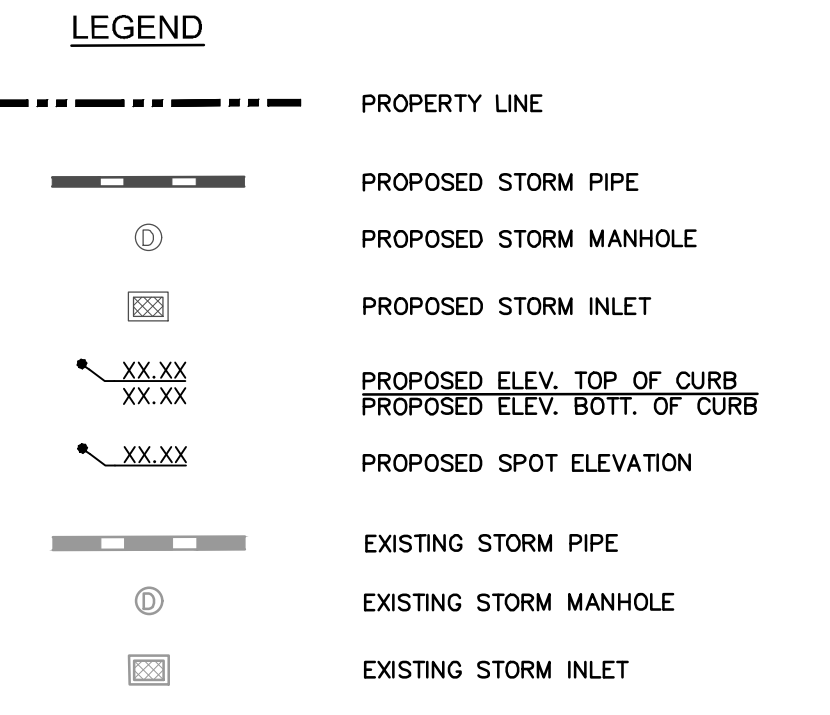 LEGEND
PROPERTY LINE
PROPOSED STORM PIPE
D PROPOSED STORM MANHOLE
PROPOSED STORM INLET
XX.XX PROPOSED ELEV. TOP OF CURB
XX.XX PROPOSED ELEV. BOTT. OF CURB
XX.XX PROPOSED SPOT ELEVATION
EXISTING STORM PIPE
D EXISTING STORM MANHOLE
EXISTING STORM INLET